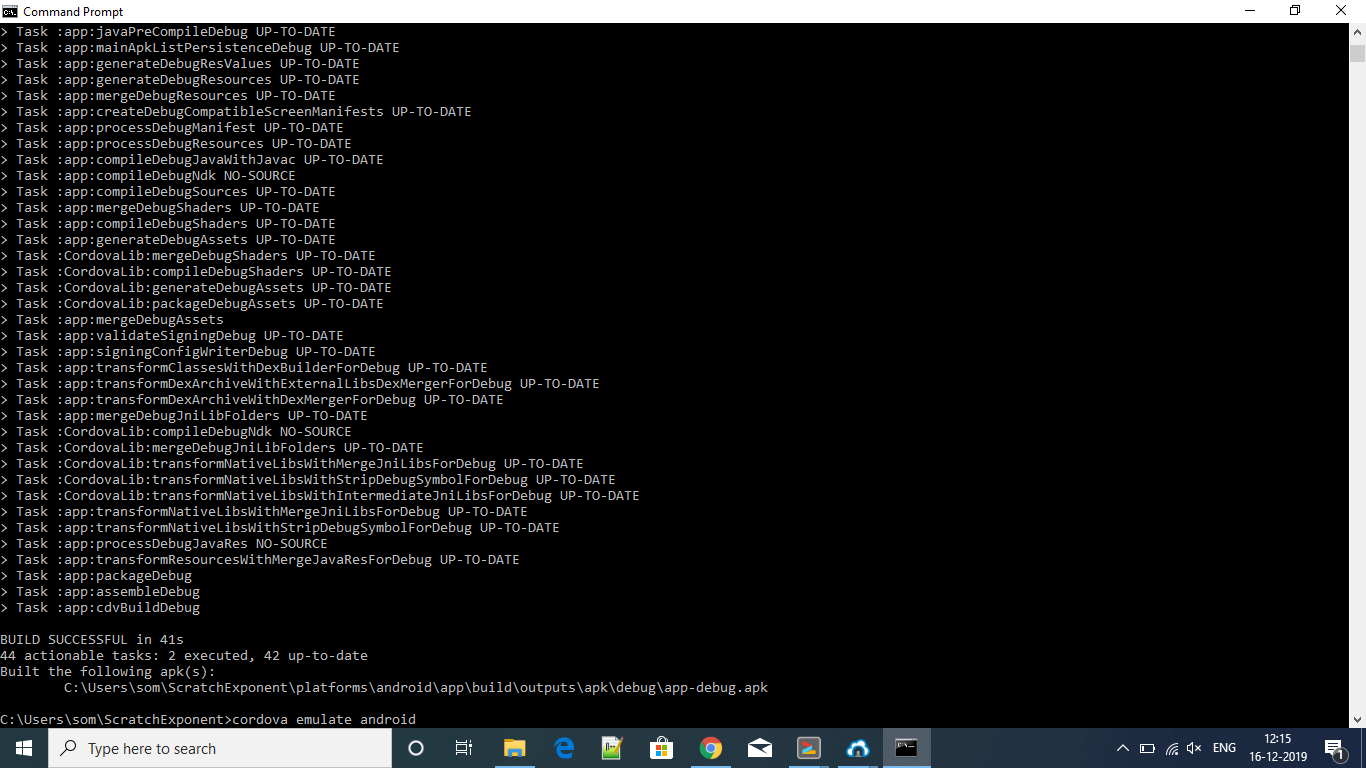 Command Prompt
> Task :app:javaPreCompileDebug UP-TO-DATE
> Task :app:mainApkListPersistenceDebug UP-TO-DATE
> Task :app:generateDebugResValues UP-TO-DATE
> Task :app:generateDebugResources UP-TO-DATE
> Task :app:mergeDebugResources UP-TO-DATE
> Task :app:createDebugCompatibleScreenManifests UP-TO-DATE
> Task :app:processDebugManifest UP-TO-DATE
> Task :app:processDebugResources UP-TO-DATE
> Task :app:compileDebugJavaWithJavac UP-TO-DATE
> Task :app:compileDebugNdk NO-SOURCE
> Task :app:compileDebugSources UP-TO-DATE
> Task :app:mergeDebugShaders UP-TO-DATE
> Task :app:compileDebugShaders UP-TO-DATE
> Task :app:generateDebugAssets UP-TO-DATE
> Task :CordovaLib:mergeDebugShaders UP-TO-DATE
> Task :CordovaLib:compileDebugShaders UP-TO-DATE
> Task :CordovaLib:generateDebugAssets UP-TO-DATE
> Task :CordovaLib:packageDebugAssets UP-TO-DATE
> Task :app:mergeDebugAssets
> Task :app:validateSigningDebug UP-TO-DATE
> Task :app:signingConfigWriterDebug UP-TO-DATE
> Task :app:transformClassesWithDexBuilderForDebug UP-TO-DATE
> Task :app:transformDexArchiveWithExternalLibsDexMergerForDebug UP-TO-DATE
> Task :app:transformDexArchiveWithDexMergerForDebug UP-TO-DATE
> Task :app:mergeDebugJniLibFolders UP-TO-DATE
> Task :CordovaLib:compileDebugNdk NO-SOURCE
> Task :CordovaLib:mergeDebugJniLibFolders UP-TO-DATE
> Task :CordovaLib:transformNativeLibsWithMergeJniLibsForDebug UP-TO-DATE
> Task :CordovaLib:transformNativeLibsWithStripDebugSymbolForDebug UP-TO-DATE
> Task :CordovaLib:transformNativeLibsWithIntermediateJniLibsForDebug UP-TO-DATE
> Task :app:transformNativeLibsWithMergeJniLibsForDebug UP-TO-DATE
> Task :app:transformNativeLibsWithStripDebugSymbolForDebug UP-TO-DATE
> Task :app:processDebugJavaRes NO-SOURCE
> Task :app:transformResourcesWithMergeJavaResForDebug UP-TO-DATE
> Task :app:packageDebug
> Task :app:assembleDebug
> Task :app:cdvBuildDebug
BUILD SUCCESSFUL in 41s
44 actionable tasks: 2 executed, 42 up-to-date
Built the following apk(s):
C:\Users\som\ScratchExponent\platforms\android\app\build\outputs\apk\debug\app-debug.apk
C:\Users\som\ScratchExponent>cordova emulate android
Type here to search
ENG
12:15
16-12-2019
1